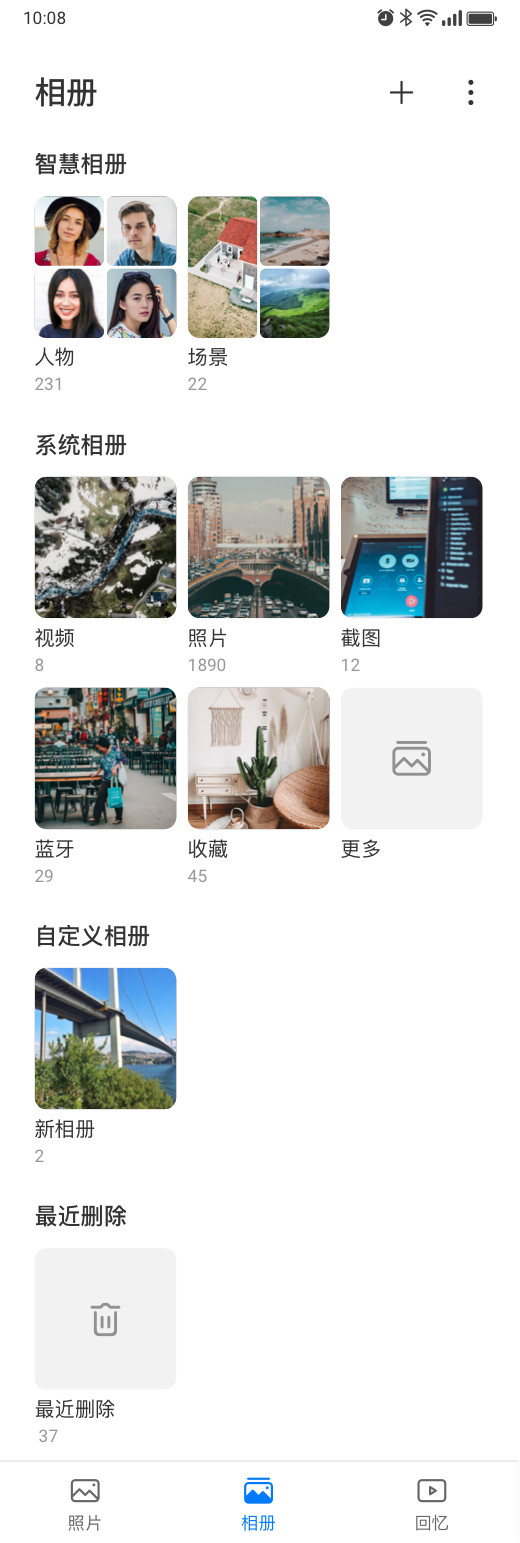 10:08
相册
智慧相册
人物 场景
231 22
系统相册
视频 照片 截图
8 1890 12
蓝牙 收藏 更多
29 45
自定义相册
新相册
2
最近删除
最近删除
37
照片 相册 回忆